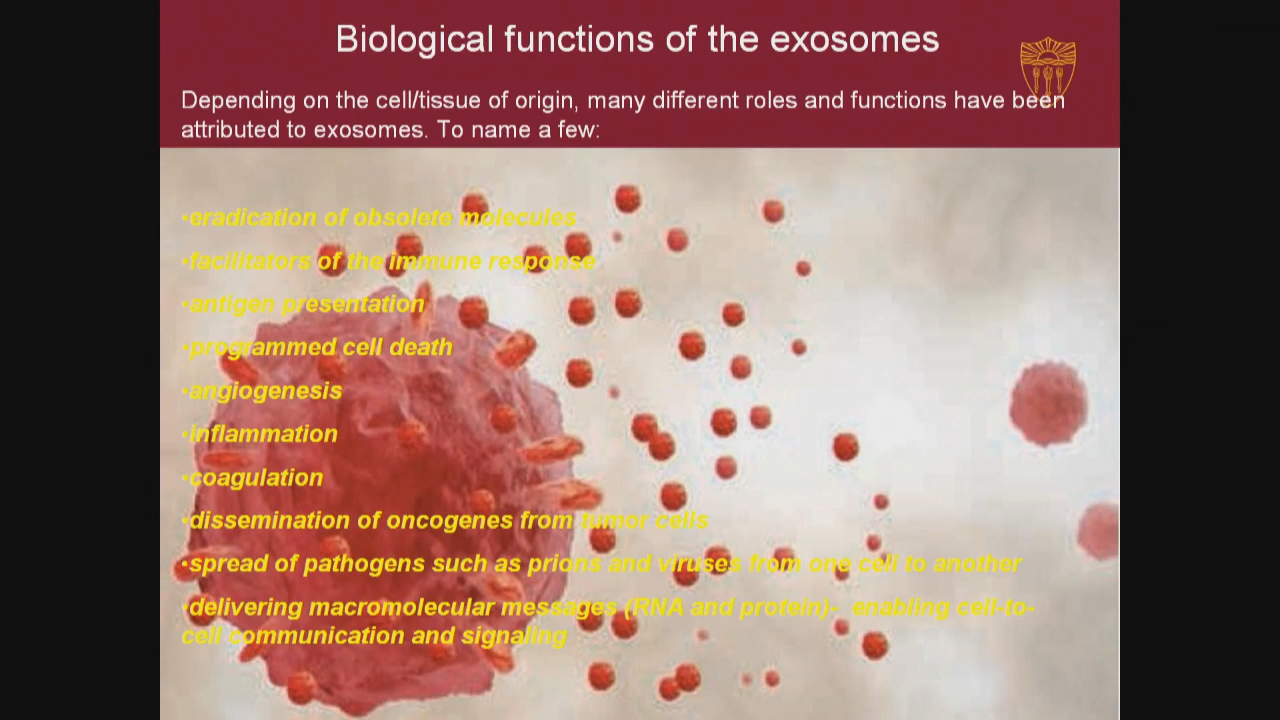 Biological functions of the exosomes
Depending on the cell/tissue of origin, many different roles and functions have been
attributed to exosomes. To name a few:
•eradication of obsolete molecules
•facilitators of the immune response
•antigen presentation
•programmed cell death
•angiogenesis
•inflammation
•coagulation
•dissemination of oncogenes from tumor cells
•spread of pathogens such as prions and viruses from one cell to another
•delivering macromolecular messages (RNA and protein)- enabling cell-to-
cell communication and signaling